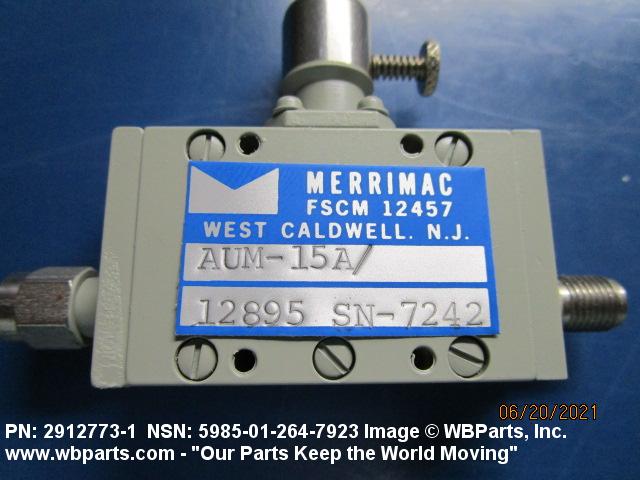 MERRIMAC
FSCM 12457
WEST CALDWELL. N.J.
AUM-15A/
12895 SN-7242
06/20/2021
PN: 2912773-1 NSN: 5985-01-264-7923 Image © WBParts, Inc.
www.wbparts.com - "Our Parts Keep the World Moving"